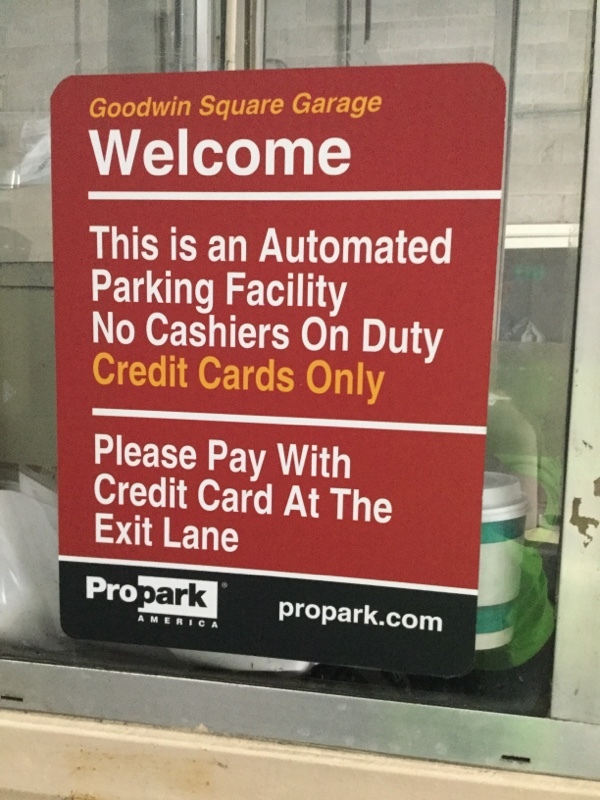 Goodwin Square Garage
Welcome
This is an Automated
Parking Facility
No Cashiers On Duty
Credit Cards Only
Please Pay With
Credit Card At The
Exit Lane
Propark®
AMERICA
propark.com